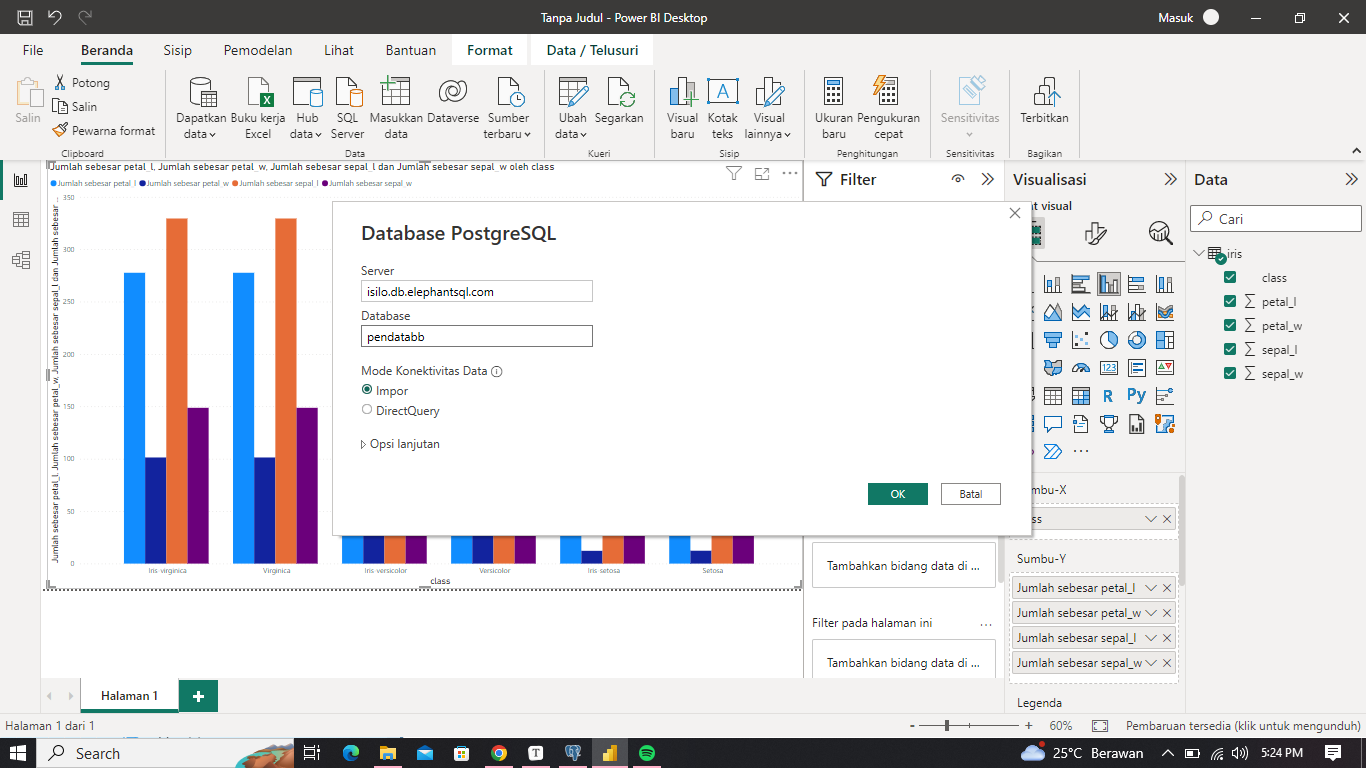 Tanpa Judul - Power BI Desktop
Masuk
File
Beranda
Sisip
Pemodelan
Lihat
Bantuan
Format
Data / Telusuri
Salin
Potong
Salin
Pewarna format
Clipboard
Dapatkan data
Buku kerja Excel
Hub data
SQL Server
Masukkan data
Dataverse
Sumber terbaru
Data
Ubah data
Segarkan
Kueri
Visual baru
Kotak teks
Visual lainnya
Sisip
Ukuran baru
Pengukuran cepat
Penghitungan
Sensitivitas
Sensitivitas
Terbitkan
Bagikan
Jumlah sebesar petal_l, Jumlah sebesar petal_w, Jumlah sebesar sepal_l dan Jumlah sebesar sepal_w oleh class
Jumlah sebesar petal_l
Jumlah sebesar petal_w
Jumlah sebesar sepal_l
Jumlah sebesar sepal_w
Jumlah sebesar petal_l, Jumlah sebesar petal_w, Jumlah sebesar sepal_l dan Jumlah sebesar ...
350
300
250
200
150
100
50
0
Iris-virginica
Virginica
Iris-versicolor
Versicolor
Iris-setosa
Setosa
class
Database PostgreSQL
Server
isilo.db.elephantsql.com
Database
pendatabb
Mode Konektivitas Data
Impor
DirectQuery
Opsi lanjutan
OK
Batal
Filter
Tambahkan bidang data di ...
Filter pada halaman ini
...
Tambahkan bidang data di ...
Visualisasi
at visual
123
R
Py
...
mbu-X
ss
Sumbu-Y
Jumlah sebesar petal_l
Jumlah sebesar petal_w
Jumlah sebesar sepal_l
Jumlah sebesar sepal_w
Legenda
Data
Cari
iris
class
petal_l
petal_w
sepal_l
sepal_w
Halaman 1
Halaman 1 dari 1
- + 60%
Pembaruan tersedia (klik untuk mengunduh)
Search
25°C Berawan
5:24 PM